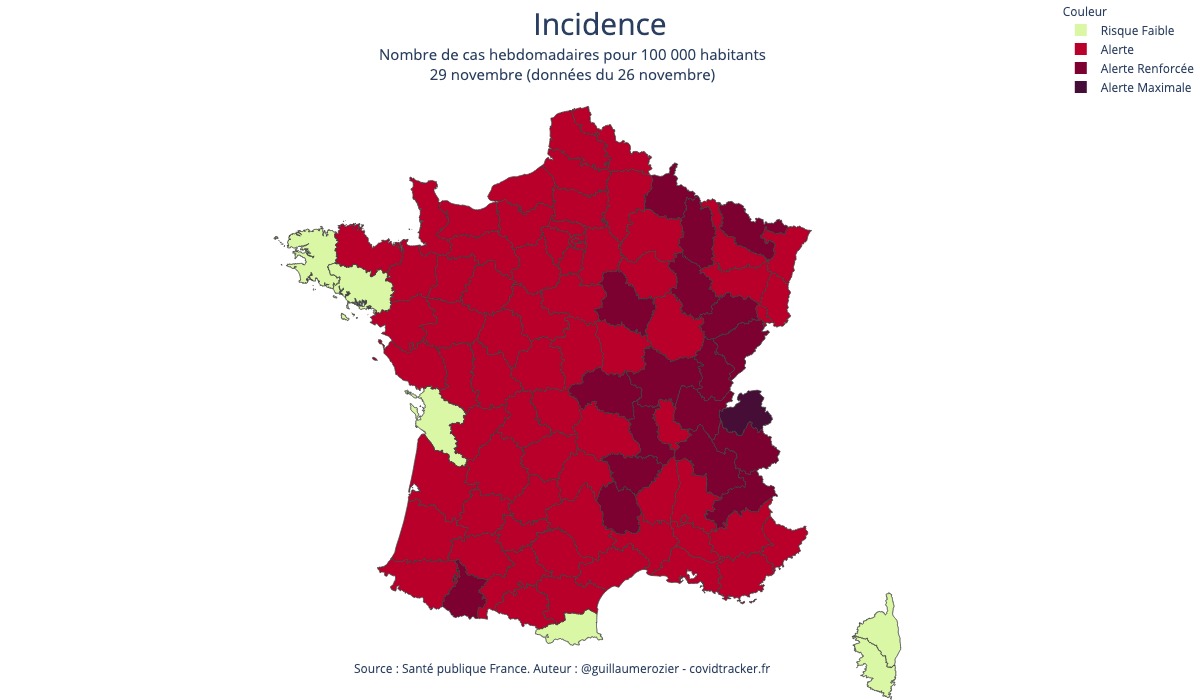 Incidence
Nombre de cas hebdomadaires pour 100 000 habitants
29 novembre (données du 26 novembre)
Couleur
Risque Faible
Alerte
Alerte Renforcée
Alerte Maximale
Source : Santé publique France. Auteur : @guillaumerozier - covidtracker.fr